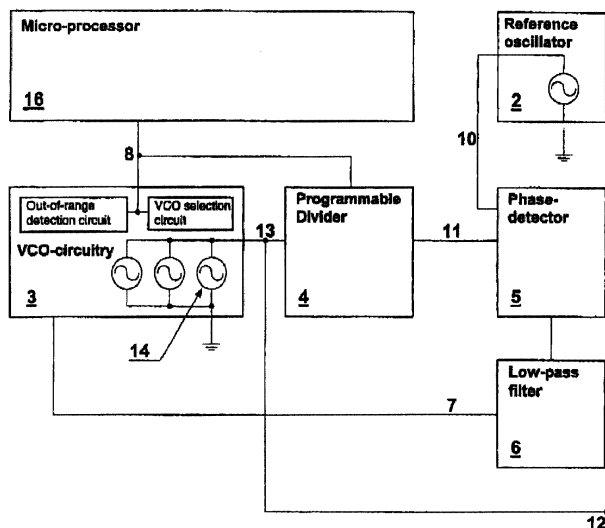 Micro-processor
16
Reference
oscillator
2
10
8
Out-of-range
detection circuit
VCO selection
circuit
VCO-circuitry
3
14
13
Programmable
Divider
4
11
Phase-
detector
5
Low-pass
filter
6
7
12